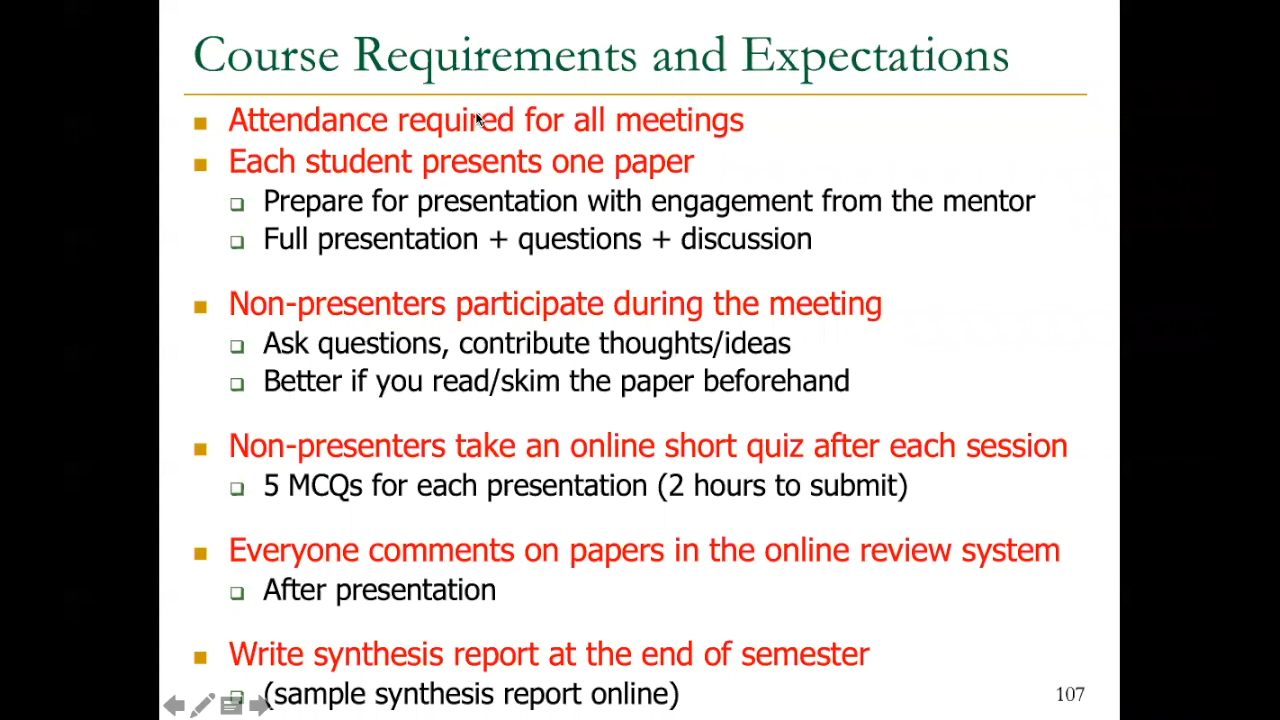 Course Requirements and Expectations
Attendance required for all meetings
Each student presents one paper
Prepare for presentation with engagement from the mentor
Full presentation + questions + discussion
Non-presenters participate during the meeting
Ask questions, contribute thoughts/ideas
Better if you read/skim the paper beforehand
Non-presenters take an online short quiz after each session
5 MCQs for each presentation (2 hours to submit)
Everyone comments on papers in the online review system
After presentation
Write synthesis report at the end of semester
(sample synthesis report online)
107